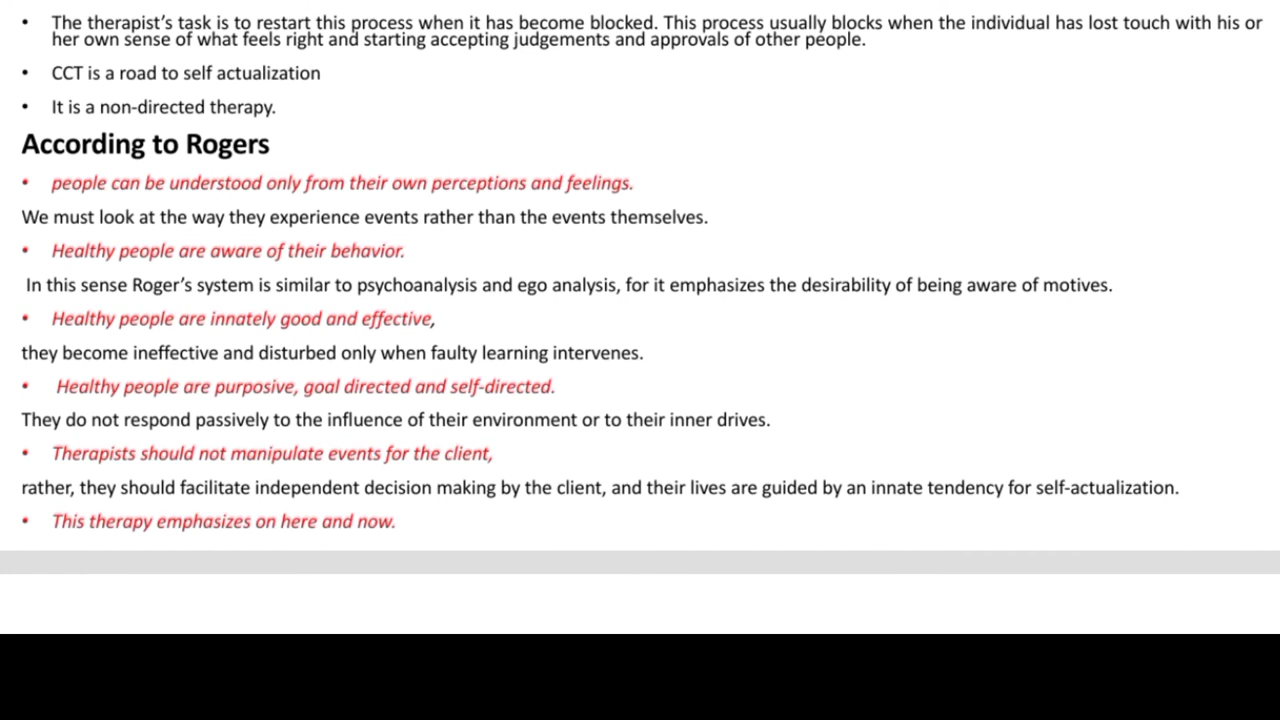 • The therapist's task is to restart this process when it has become blocked. This process usually blocks when the individual has lost touch with his or
her own sense of what feels right and starting accepting judgements and approvals of other people.
• CCT is a road to self actualization
• It is a non-directed therapy.
According to Rogers
• people can be understood only from their own perceptions and feelings.
We must look at the way they experience events rather than the events themselves.
• Healthy people are aware of their behavior.
In this sense Roger's system is similar to psychoanalysis and ego analysis, for it emphasizes the desirability of being aware of motives.
• Healthy people are innately good and effective,
they become ineffective and disturbed only when faulty learning intervenes.
• Healthy people are purposive, goal directed and self-directed.
They do not respond passively to the influence of their environment or to their inner drives.
• Therapists should not manipulate events for the client,
rather, they should facilitate independent decision making by the client, and their lives are guided by an innate tendency for self-actualization.
• This therapy emphasizes on here and now.